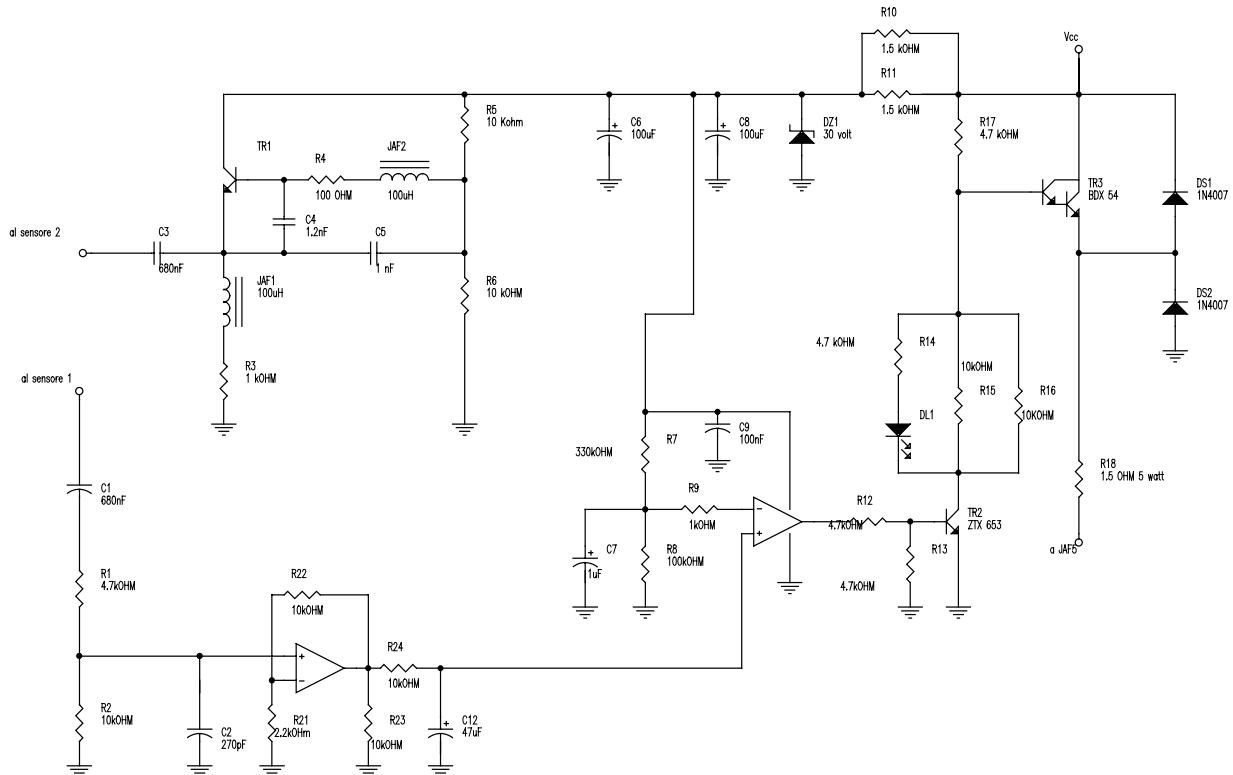 R10
1.5 kOHM
Vcc
R11
1.5 kOHM
R5
10 Kohm
C6
100uF
C8
100uF
DZ1
30 volt
R17
4.7 kOHM
TR1
R4
100 OHM
JAF2
100uH
TR3
BDX 54
DS1
1N4007
C4
1.2nF
al sensore 2
C3
680nF
C5
1 nF
JAF1
100uH
R6
10 kOHM
DS2
1N4007
R3
1 kOHM
4.7 kOHM
R14
10kOHM
R15
R16
10KOHM
DL1
al sensore 1
R7
330kOHM
C9
100nF
R18
1.5 OHM 5 watt
C1
680nF
R9
1kOHM
-
+
R12
4.7kOHM
TR2
ZTX 653
R13
4.7kOHM
a JAF5
C7
1uF
R8
100kOHM
R1
4.7kOHM
R22
10kOHM
R24
10kOHM
+
-
R2
10kOHM
C2
270pF
R21
2.2kOHm
R23
10kOHM
C12
47uF